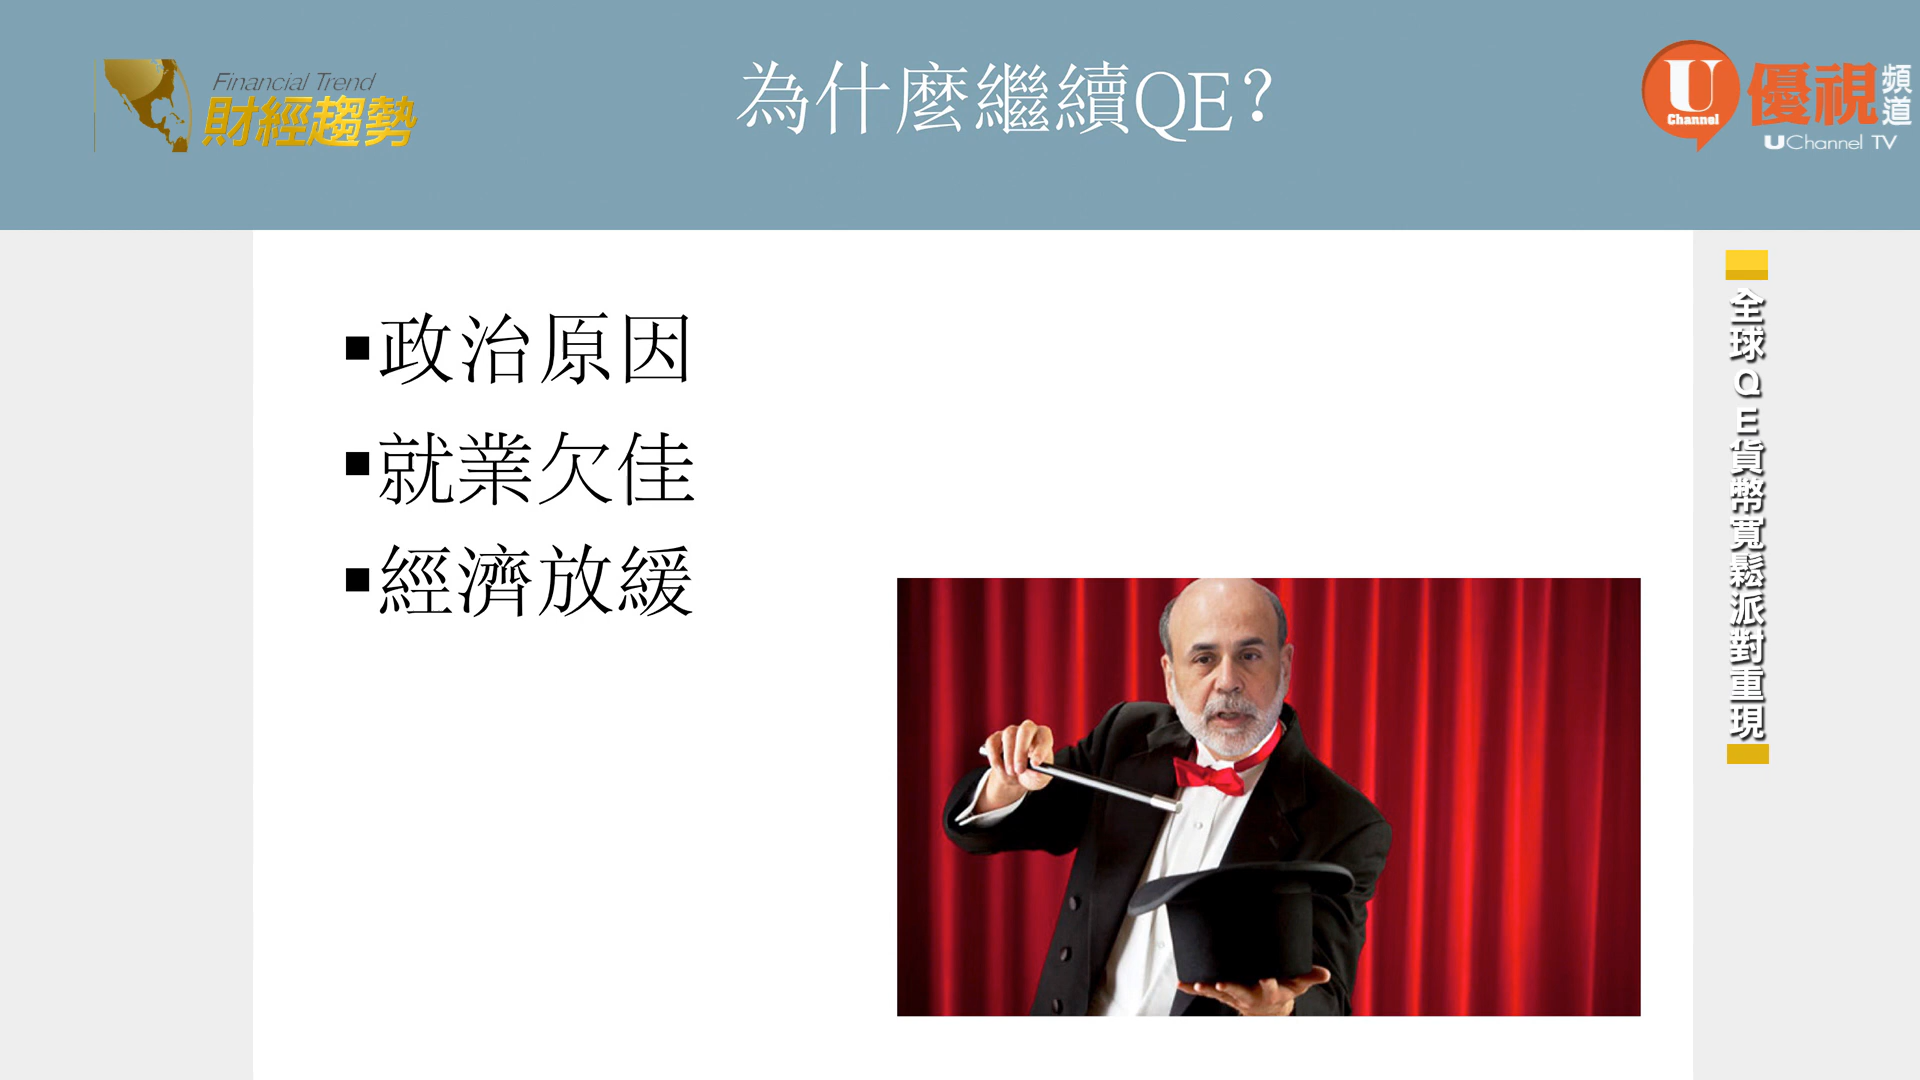 Financial Trend
財經趨勢
為什麼繼續QE?
U
Channel
優視
頻道
UChannel TV
政治原因
就業欠佳
經濟放緩
全球QE貨幣寬鬆派對重現